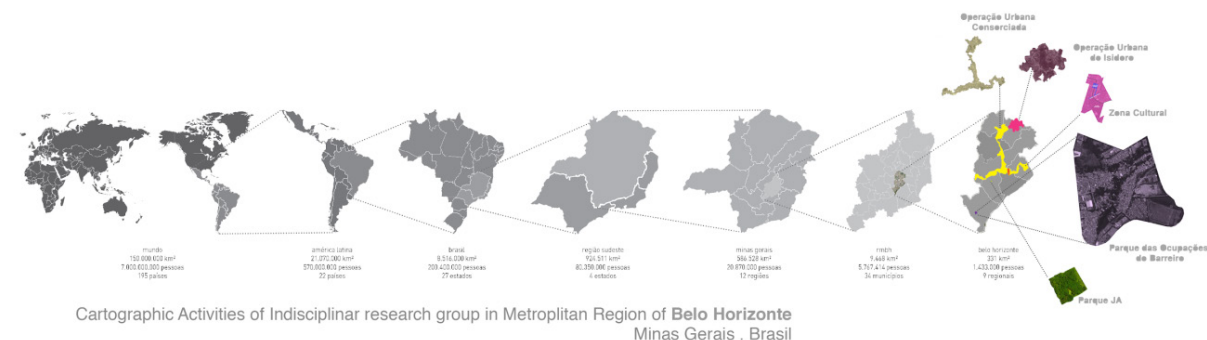 Operação Urbana
Consorciada
Operação Urbana
do Isidoro
Zona Cultural
Parque das Ocupações
do Barreiro
Parque JA
mundo
150.000.000 km²
7.000.000.000 pessoas
195 países
américa latina
21.070.000 km²
570.000.000 pessoas
22 países
brasil
8.516.000 km²
203.400.000 pessoas
27 estados
região sudeste
924.511 km²
80.350.000 pessoas
4 estados
minas gerais
586.528 km²
20.870.000 pessoas
12 regiões
rmbh
9.468 km²
5.767.414 pessoas
34 municípios
belo horizonte
331 km²
1.433.000 pessoas
9 regionais
Cartographic Activities of Indisciplinar research group in Metroplitan Region of Belo Horizonte
Minas Gerais . Brasil